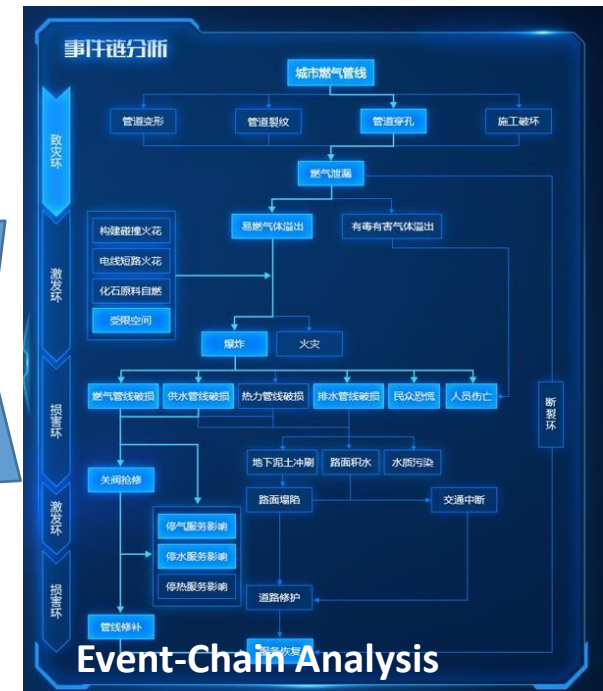 事件链分析
城市燃气管线
致灾环
管道变形
管道裂纹
管道穿孔
施工破坏
燃气泄漏
激发环
易燃气体溢出
有毒有害气体溢出
构建碰撞火花
电线短路火花
化石原料自燃
受限空间
爆炸
火灾
损害环
燃气管线破损
供水管线破损
热力管线破损
排水管线破损
民众恐慌
人员伤亡
断裂环
地下泥土冲刷
路面积水
水质污染
关阀抢修
激发环
路面塌陷
交通中断
停气服务影响
停水服务影响
停热服务影响
损害环
道路修护
管线修补
服务恢复
Event-Chain Analysis